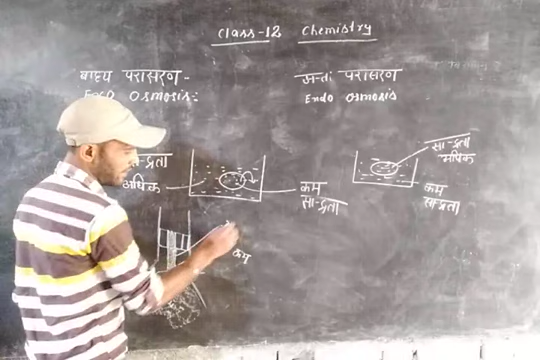 Class-12 Chemistry
बाह्य परासरण-
Endo Osmosis:
अन्तः परासरण
Endo Osmosis
सान्द्रता
अधिक
कम
सान्द्रता
सान्द्रता
अधिक
कम
सान्द्रता
कम